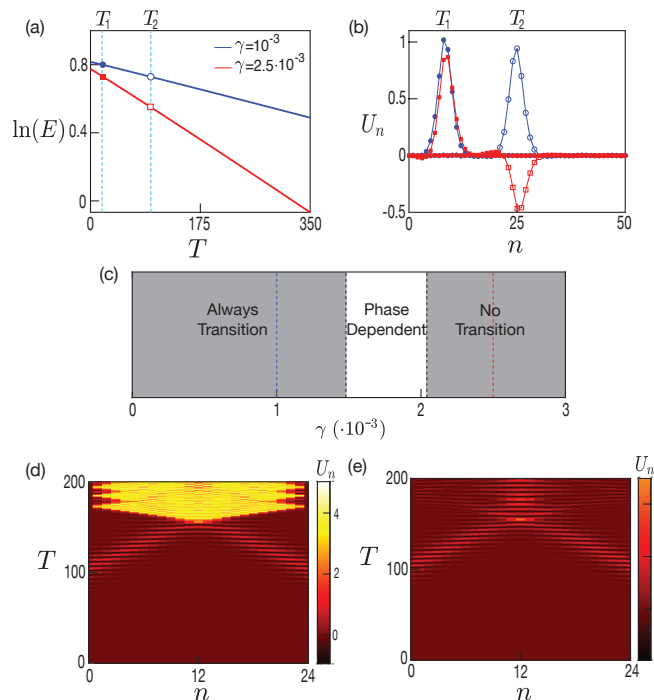 (a)
T₁ T₂
γ=10⁻³
γ=2.5·10⁻³
0.8
0.4
0
ln(E)
0 175 350
T
(b)
T₁ T₂
1
0.5
0
-0.5
Uₙ
0 25 50
n
(c)
Always Transition
Phase Dependent
No Transition
0 1 2 3
γ (·10⁻³)
(d)
Uₙ
200
100
0
T
0 12 24
n
4
2
0
(e)
Uₙ
200
100
0
T
0 12 24
n